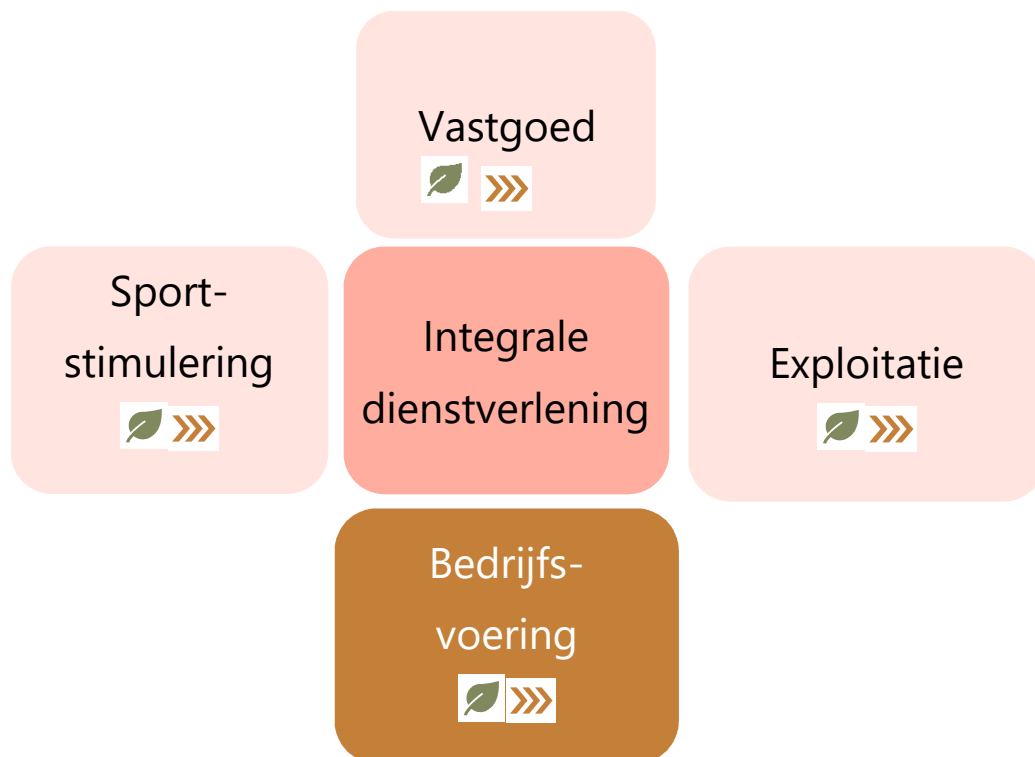 Vastgoed
Sport-
stimulering
Integrale
dienstverlening
Exploitatie
Bedrijfs-
voering